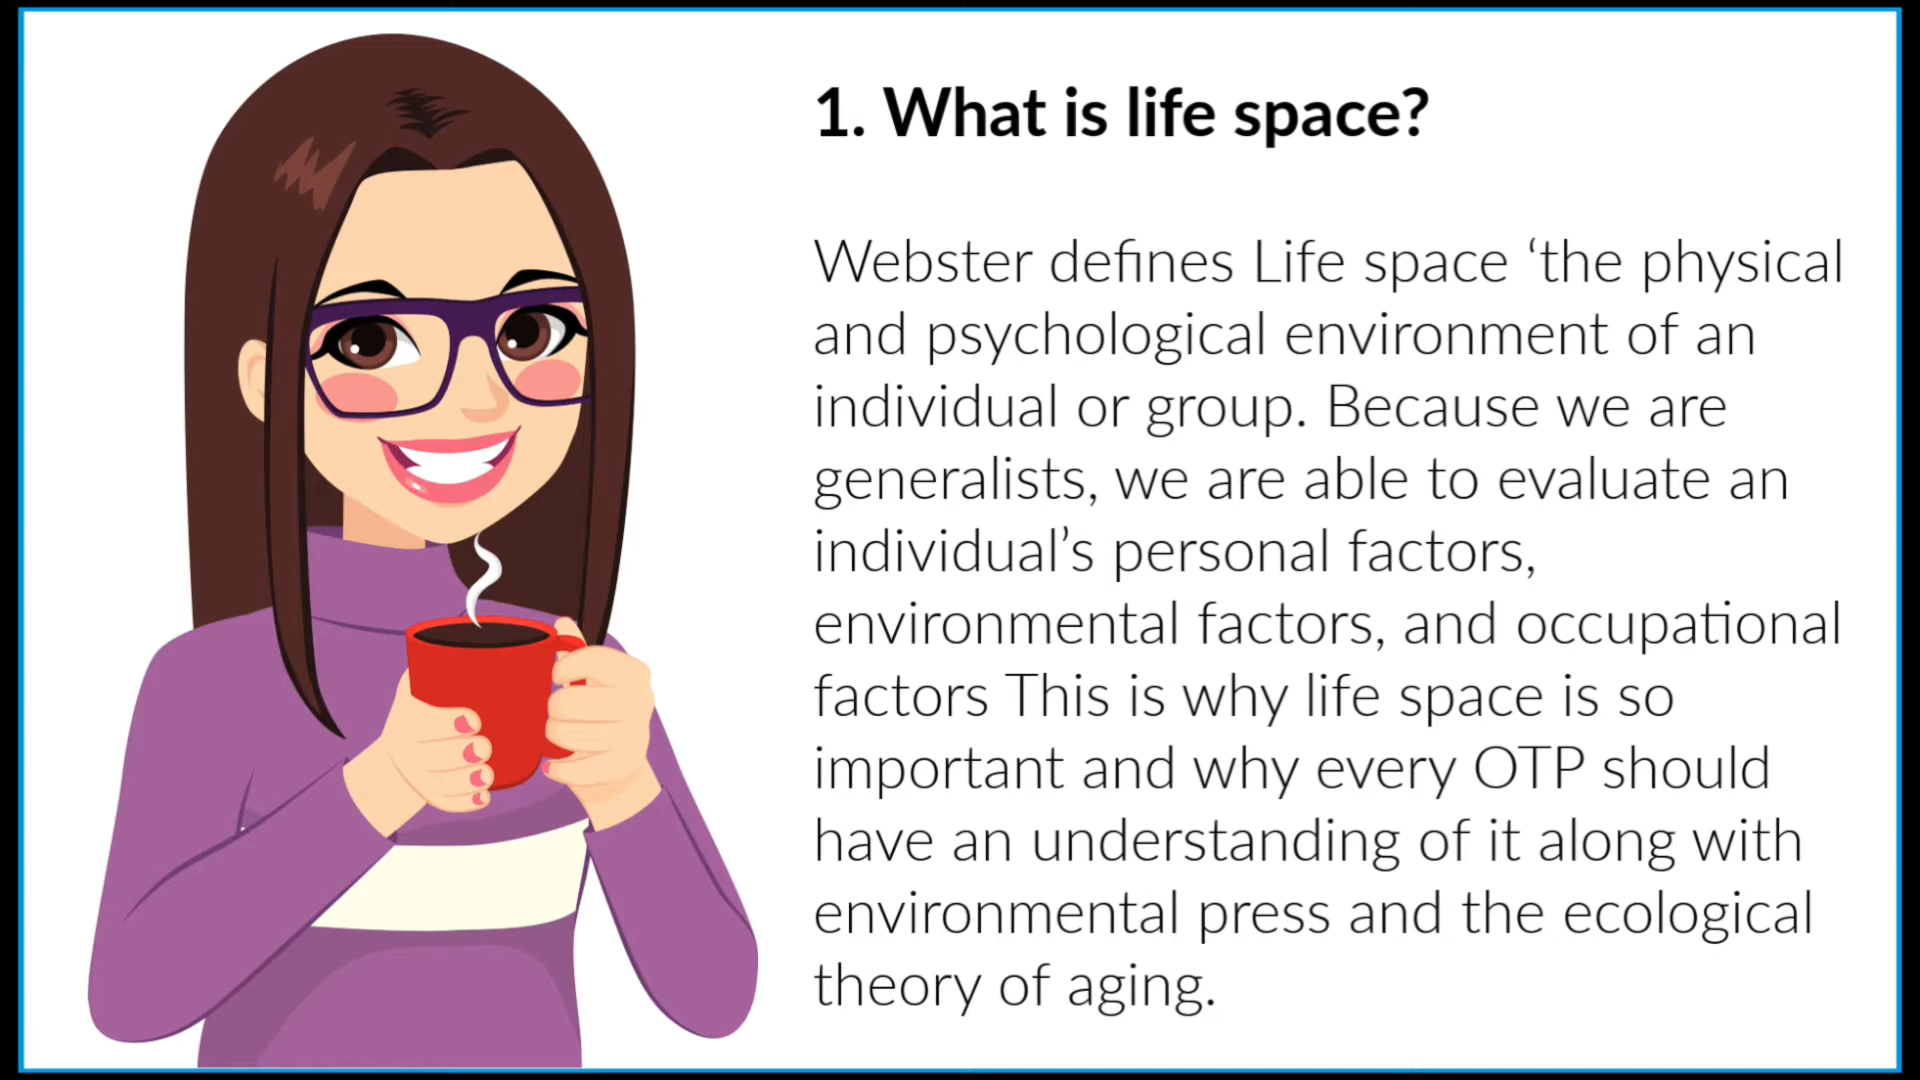 1. What is life space?
Webster defines Life space ‘the physical
and psychological environment of an
individual or group. Because we are
generalists, we are able to evaluate an
individual’s personal factors,
environmental factors, and occupational
factors This is why life space is so
important and why every OTP should
have an understanding of it along with
environmental press and the ecological
theory of aging.